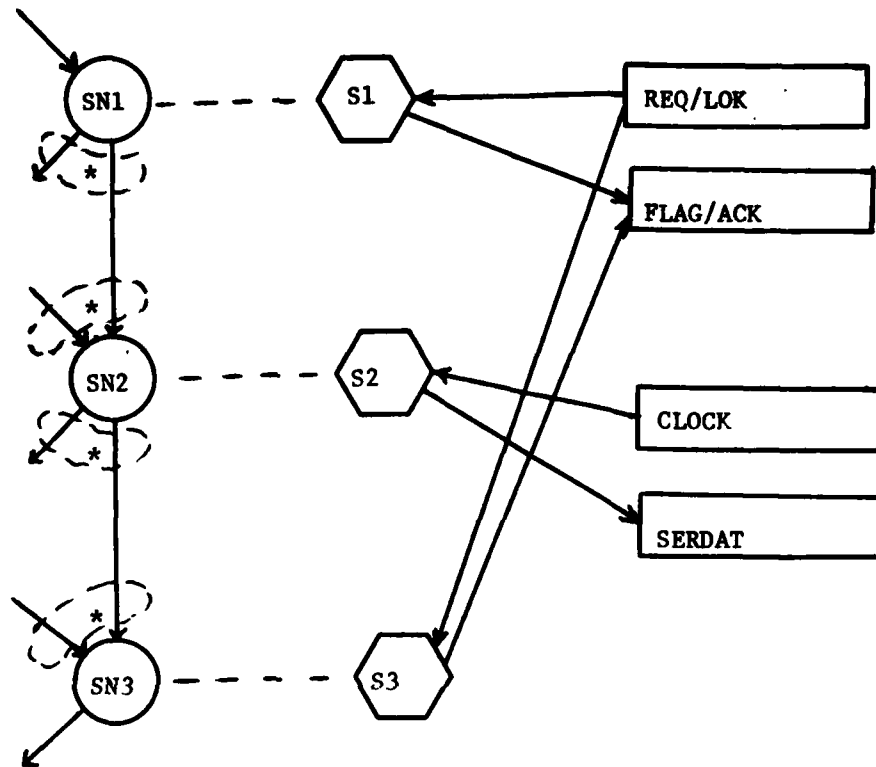 SN1
S1
REQ/LOK
*
FLAG/ACK
*
SN2
S2
CLOCK
*
SERDAT
*
SN3
S3